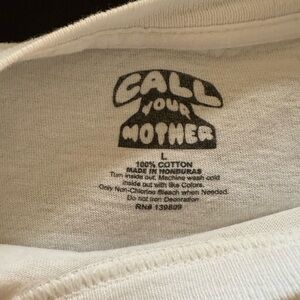 CALL
YOUR
MOTHER
L
100% COTTON
MADE IN HONDURAS
Turn inside out. Machine wash cold
inside out with like Colors.
Only Non-Chlorine Bleach when Needed.
Do not iron Decoration
RN# 139899